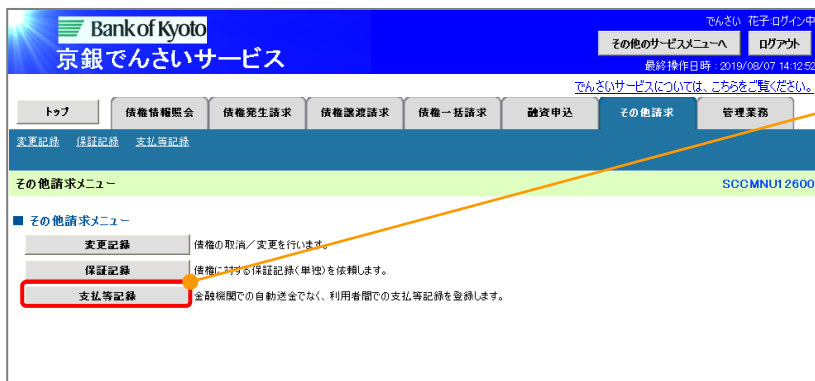 Bank of Kyoto
京銀でんさいサービス
でんさい 花子:ログイン中
その他のサービスメニューへ ログアウト
最終操作日時：2019/08/07 14:12:52
でんさいサービスについては、こちらをご覧ください。
トップ 債権情報照会 債権発生請求 債権譲渡請求 債権一括請求 融資申込 その他請求 管理業務
変更記録 保証記録 支払等記録
その他請求メニュー SCCMNU12600
■ その他請求メニュー
変更記録 債権の取消／変更を行います。
保証記録 債権に対する保証記録（単独）を依頼します。
支払等記録 金融機関での自動送金でなく、利用者間での支払等記録を登録します。